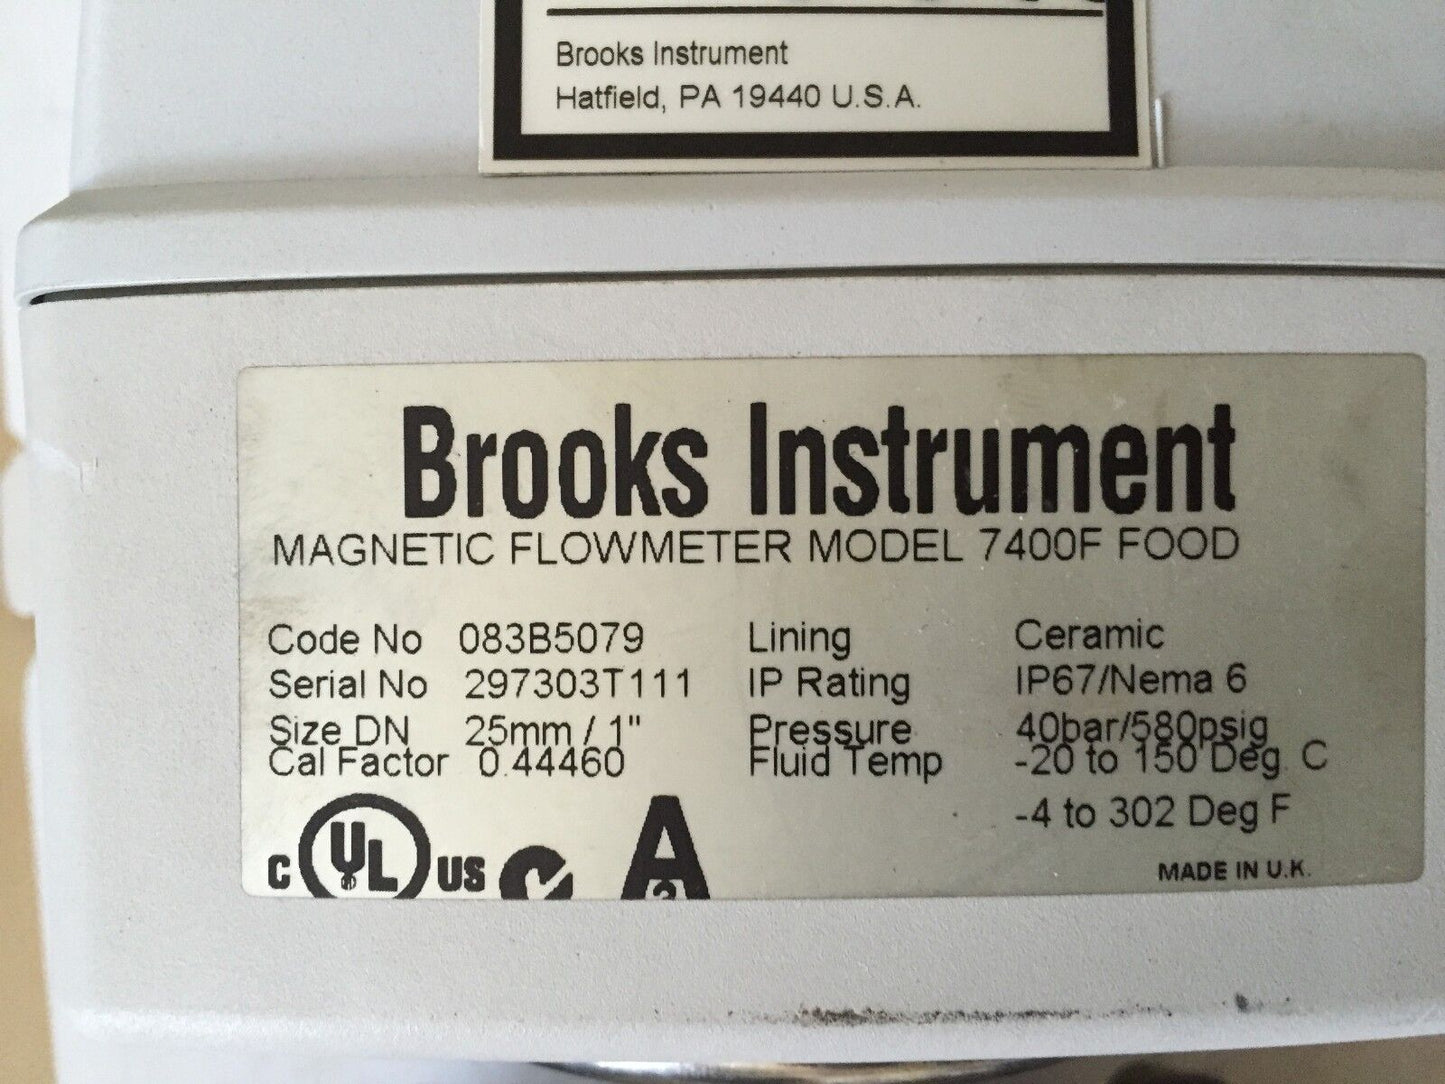 Brooks Instrument
Hatfield, PA 19440 U.S.A.
Brooks Instrument
MAGNETIC FLOWMETER MODEL 7400F FOOD
Code No 083B5079 Lining Ceramic
Serial No 297303T111 IP Rating IP67/Nema 6
Size DN 25mm / 1" Pressure 40bar/580psig
Cal Factor 0.44460 Fluid Temp -20 to 150 Deg. C
-4 to 302 Deg F
C UL US A
MADE IN U.K.